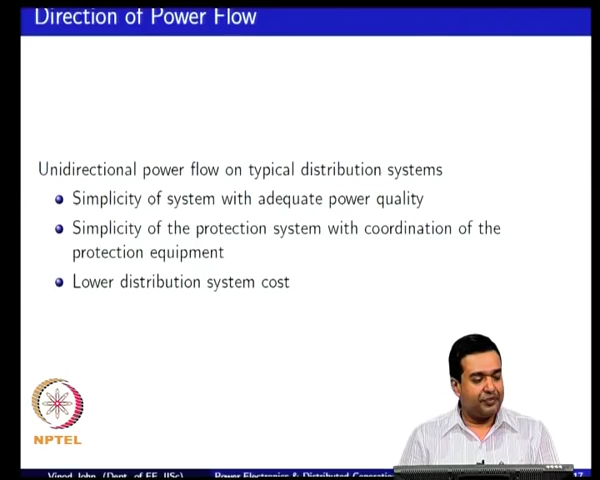 Direction of Power Flow
Unidirectional power flow on typical distribution systems
Simplicity of system with adequate power quality
Simplicity of the protection system with coordination of the
protection equipment
Lower distribution system cost
NPTEL
Vinod John (Dept. of EE, IISc)
Power Electronics & Distributed Generation
17